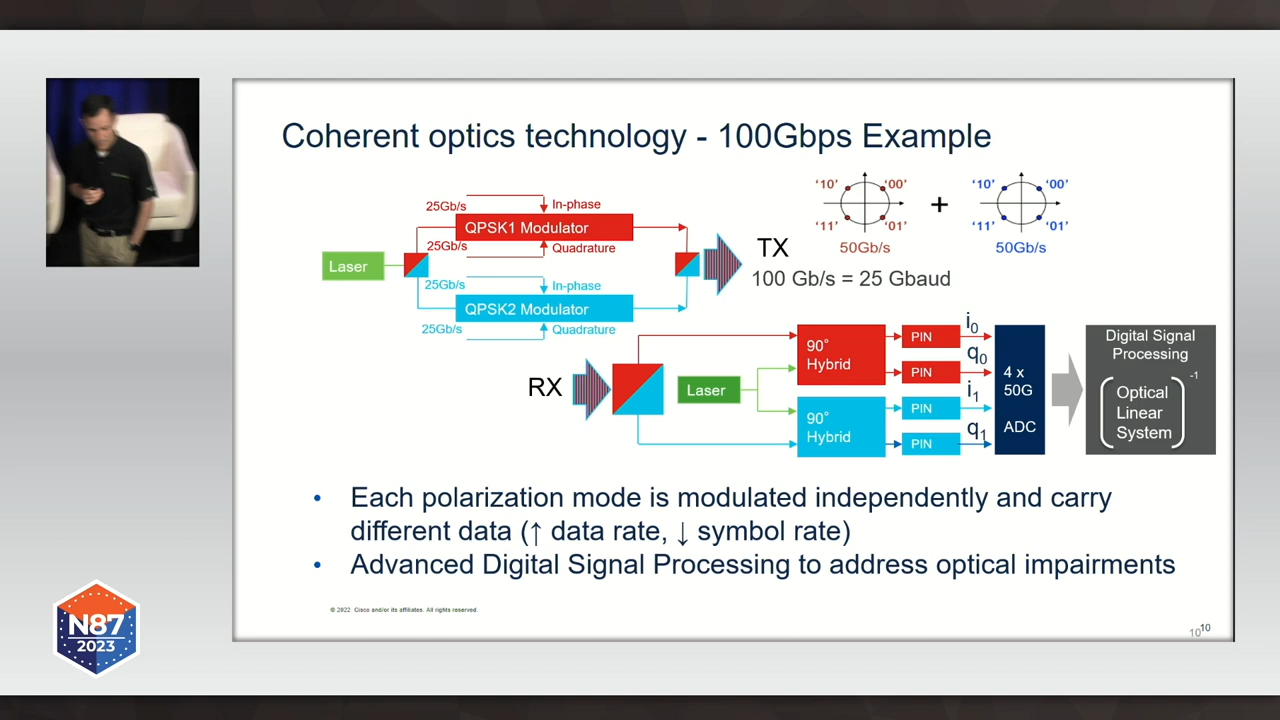 Coherent optics technology - 100Gbps Example
25Gb/s
In-phase
QPSK1 Modulator
25Gb/s
Quadrature
Laser
25Gb/s
In-phase
QPSK2 Modulator
25Gb/s
Quadrature
TX
100 Gb/s = 25 Gbaud
'10' '00'
'11' '01'
50Gb/s
+
'10' '00'
'11' '01'
50Gb/s
RX
Laser
90°
Hybrid
90°
Hybrid
PIN
PIN
PIN
PIN
i0
q0
i1
q1
4 x
50G
ADC
Digital Signal
Processing
Optical
Linear
System
-1
• Each polarization mode is modulated independently and carry
different data (↑ data rate, ↓ symbol rate)
• Advanced Digital Signal Processing to address optical impairments
© 2022 Cisco and/or its affiliates. All rights reserved.
10 10
N87
2023